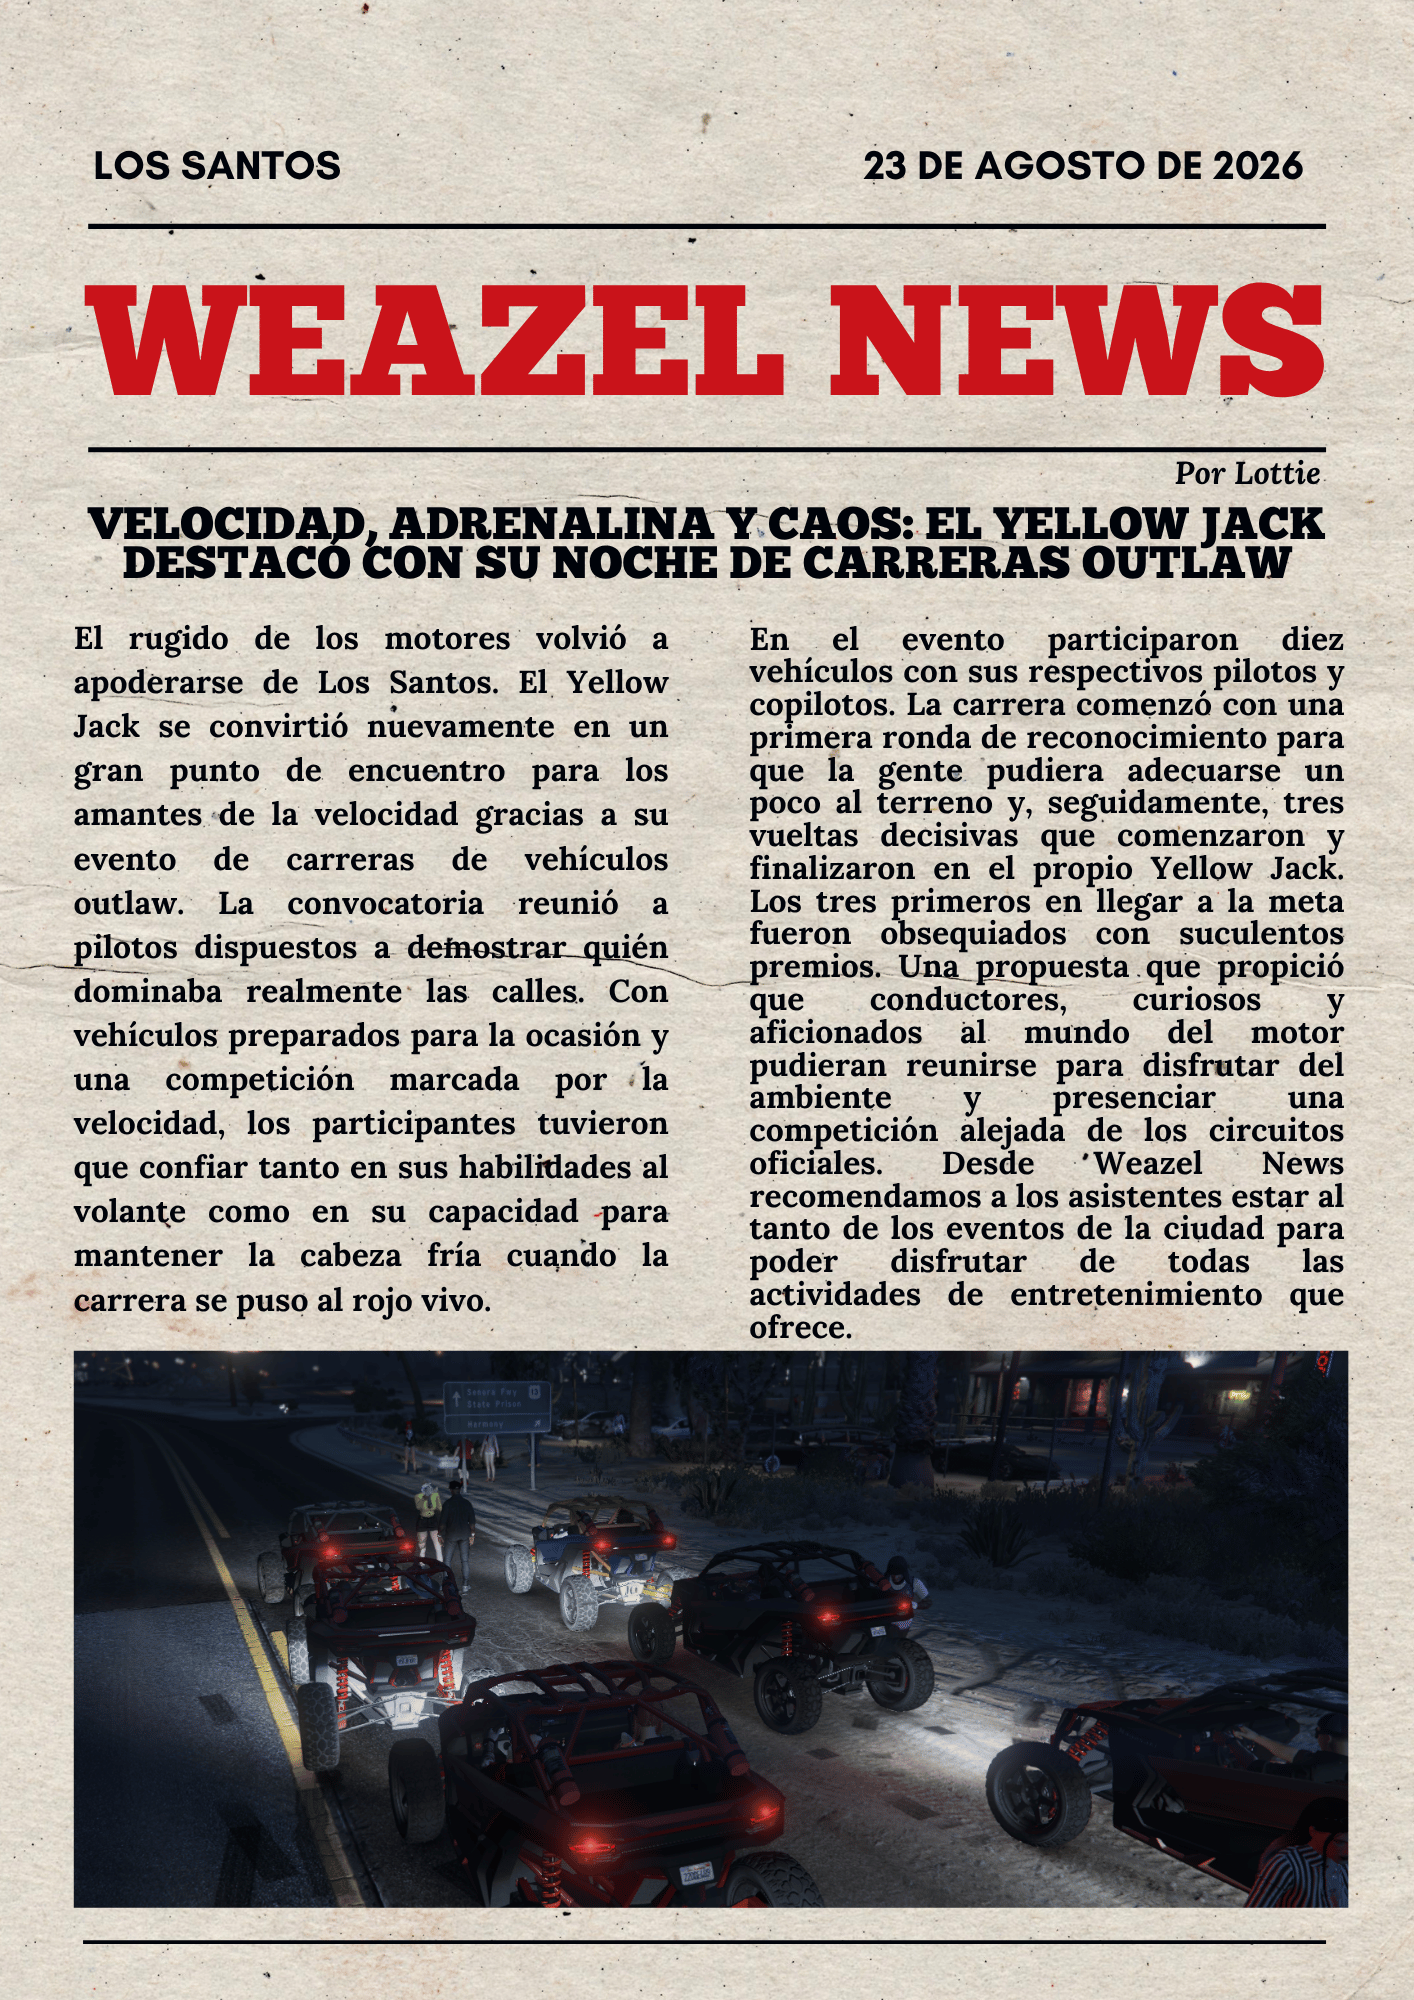 LOS SANTOS
23 DE AGOSTO DE 2026
WEAZEL NEWS
Por Lottie
VELOCIDAD, ADRENALINA Y CAOS: EL YELLOW JACK
DESTACÓ CON SU NOCHE DE CARRERAS OUTLAW
El rugido de los motores volvió a
apoderarse de Los Santos. El Yellow
Jack se convirtió nuevamente en un
gran punto de encuentro para los
amantes de la velocidad gracias a su
evento de carreras de vehículos
outlaw. La convocatoria reunió a
pilotos dispuestos a demostrar quién
dominaba realmente las calles. Con
vehículos preparados para la ocasión y
una competición marcada por la
velocidad, los participantes tuvieron
que confiar tanto en sus habilidades al
volante como en su capacidad para
mantener la cabeza fría cuando la
carrera se puso al rojo vivo.
En el evento participaron diez
vehículos con sus respectivos pilotos y
copilotos. La carrera comenzó con una
primera ronda de reconocimiento para
que la gente pudiera adecuarse un
poco al terreno y, seguidamente, tres
vueltas decisivas que comenzaron y
finalizaron en el propio Yellow Jack.
Los tres primeros en llegar a la meta
fueron obsequiados con suculentos
premios. Una propuesta que propició
que conductores, curiosos y
aficionados al mundo del motor
pudieran reunirse para disfrutar del
ambiente y presenciar una
competición alejada de los circuitos
oficiales. Desde Weazel News
recomendamos a los asistentes estar al
tanto de los eventos de la ciudad para
poder disfrutar de todas las
actividades de entretenimiento que
ofrece.
Senora Fwy
State Prison
Harmony